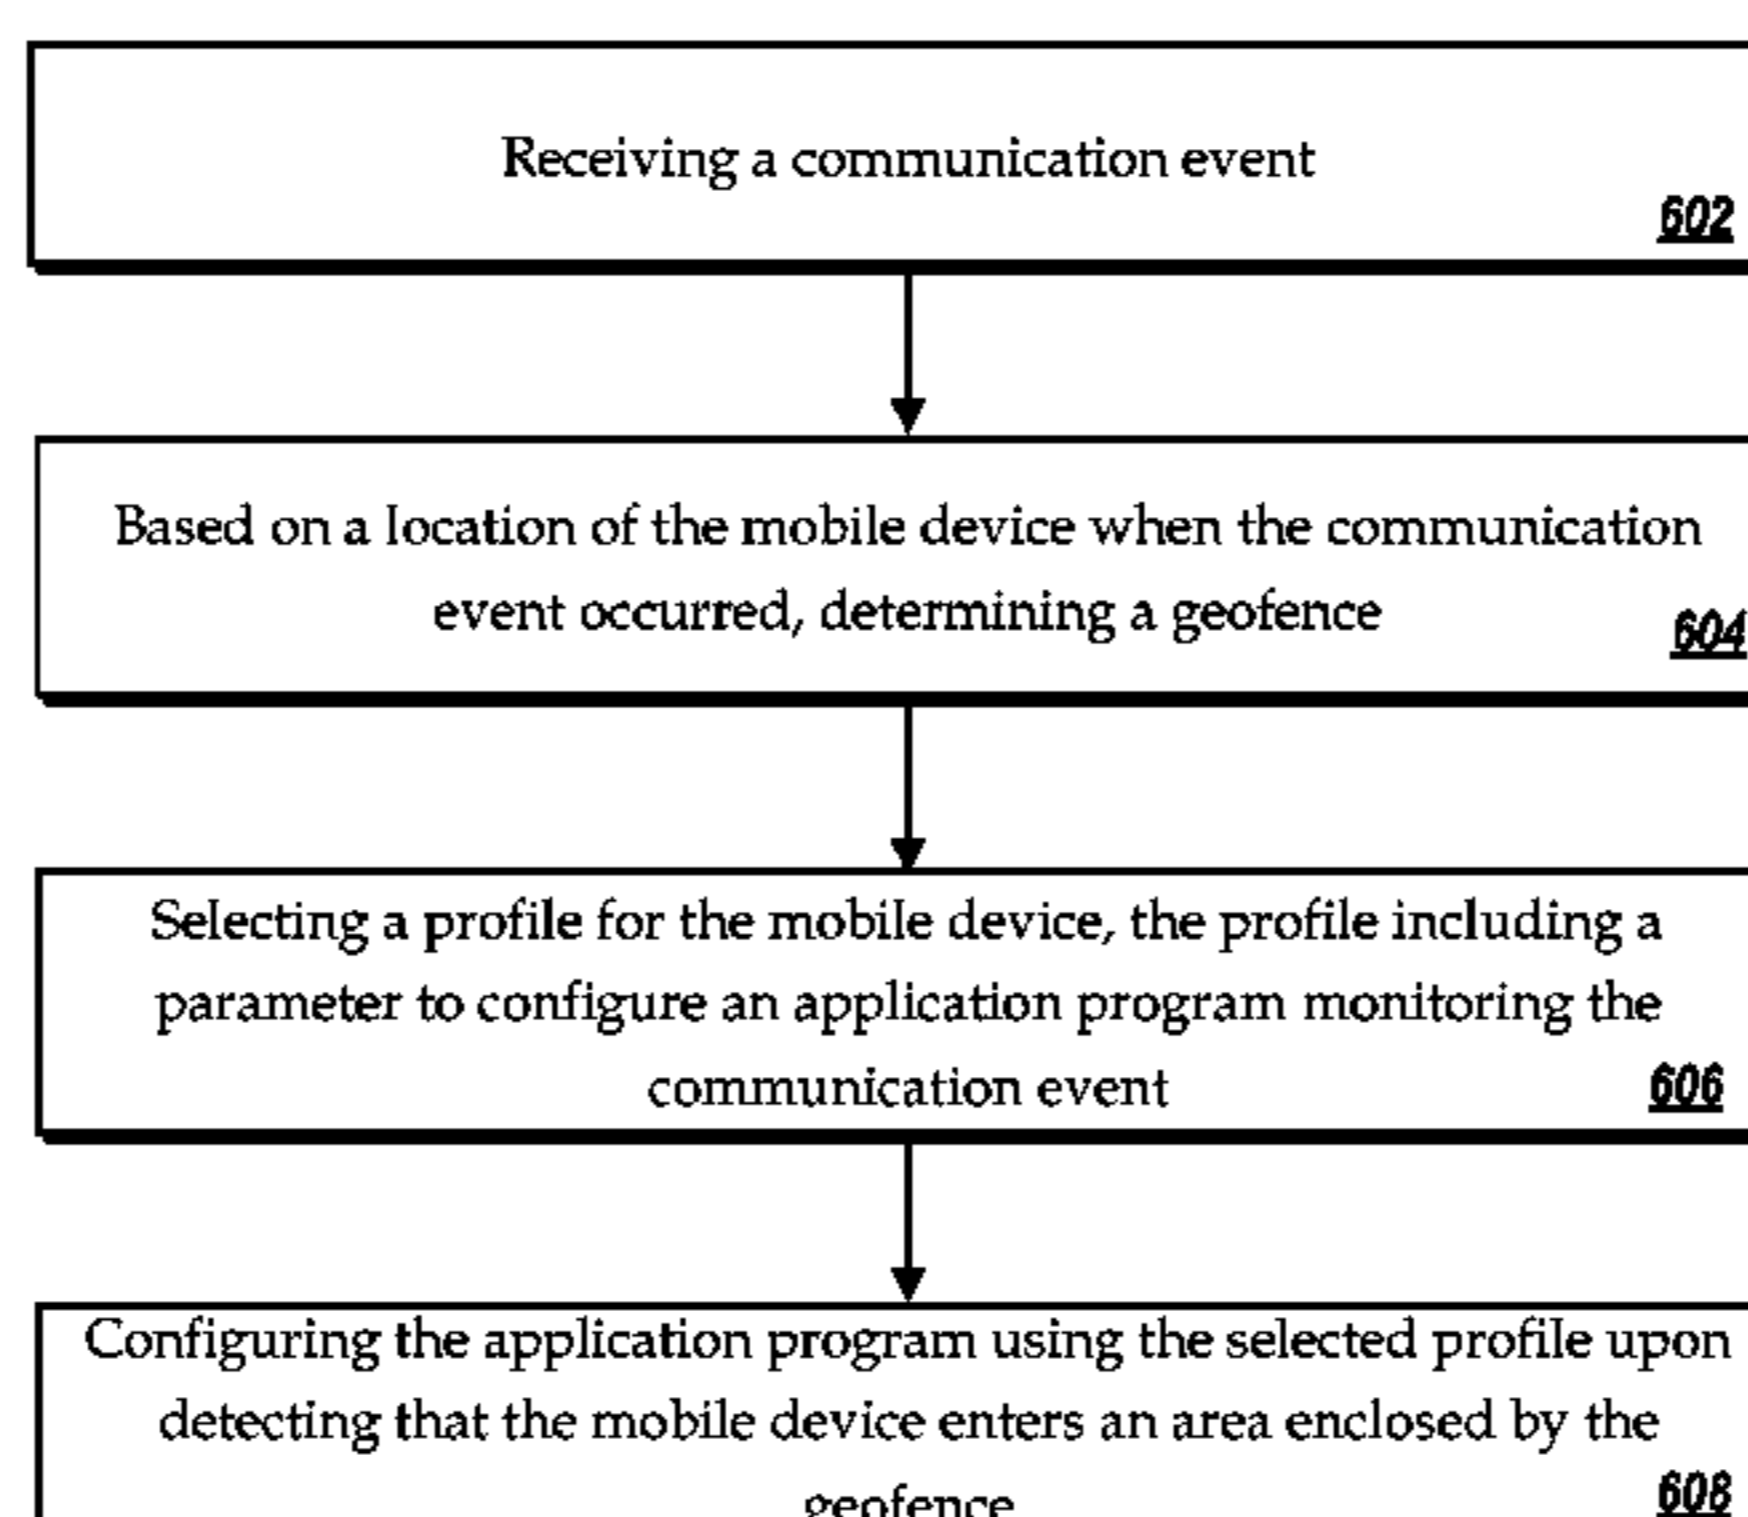 Receiving a communication event
602
Based on a location of the mobile device when the communication
event occurred, determining a geofence
604
Selecting a profile for the mobile device, the profile including a
parameter to configure an application program monitoring the
communication event
606
Configuring the application program using the selected profile upon
detecting that the mobile device enters an area enclosed by the
geofence
608